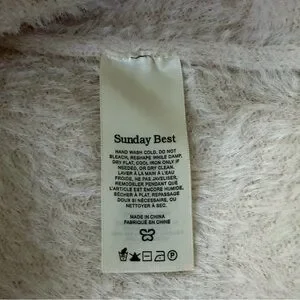 Sunday Best
HAND WASH COLD, DO NOT
BLEACH, RESHAPE WHILE DAMP,
DRY FLAT, COOL IRON ONLY IF
NEEDED, OR DRY CLEAN.
LAVER À LA MAIN À L'EAU
FROIDE, NE PAS JAVELISER,
REMODELER PENDANT QUE
L'ARTICLE EST ENCORE HUMIDE,
SÉCHER À PLAT, REPASSAGE
DOUX SI NÉCESSAIRE, OU
NETTOYER À SEC.
MADE IN CHINA
FABRIQUÉ EN CHINE